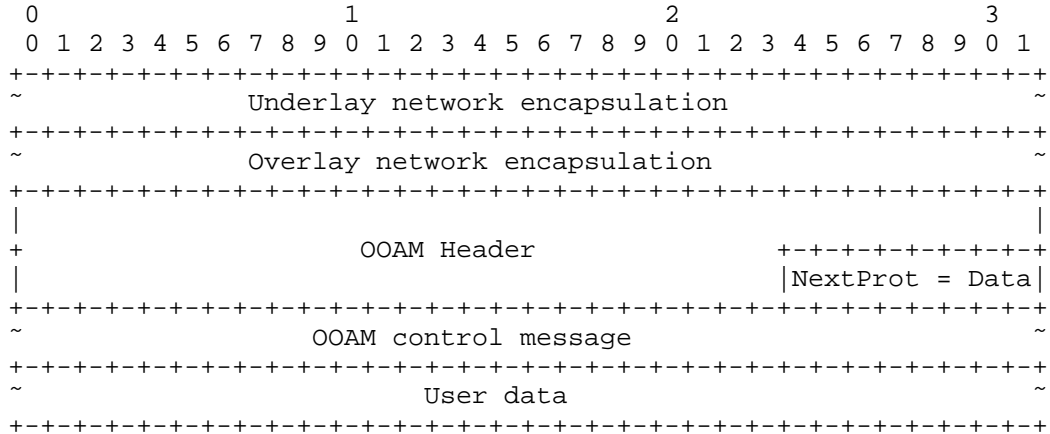 0                   1                   2                   3
 0 1 2 3 4 5 6 7 8 9 0 1 2 3 4 5 6 7 8 9 0 1 2 3 4 5 6 7 8 9 0 1
+-+-+-+-+-+-+-+-+-+-+-+-+-+-+-+-+-+-+-+-+-+-+-+-+-+-+-+-+-+-+-+-+
~              Underlay network encapsulation                   ~
+-+-+-+-+-+-+-+-+-+-+-+-+-+-+-+-+-+-+-+-+-+-+-+-+-+-+-+-+-+-+-+-+
~              Overlay network encapsulation                    ~
+-+-+-+-+-+-+-+-+-+-+-+-+-+-+-+-+-+-+-+-+-+-+-+-+-+-+-+-+-+-+-+-+
|                                                               |
+                     OOAM Header               +-+-+-+-+-+-+-+-+
|                                               |NextProt = Data|
+-+-+-+-+-+-+-+-+-+-+-+-+-+-+-+-+-+-+-+-+-+-+-+-+-+-+-+-+-+-+-+-+
~                  OOAM control message                         ~
+-+-+-+-+-+-+-+-+-+-+-+-+-+-+-+-+-+-+-+-+-+-+-+-+-+-+-+-+-+-+-+-+
~                         User data                             ~
+-+-+-+-+-+-+-+-+-+-+-+-+-+-+-+-+-+-+-+-+-+-+-+-+-+-+-+-+-+-+-+-+